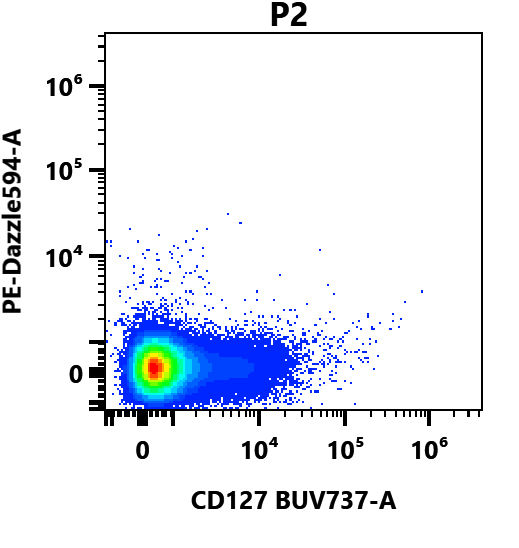 P2
PE-Dazzle594-A
10⁶
10⁵
10⁴
0
0 10⁴ 10⁵ 10⁶
CD127 BUV737-A